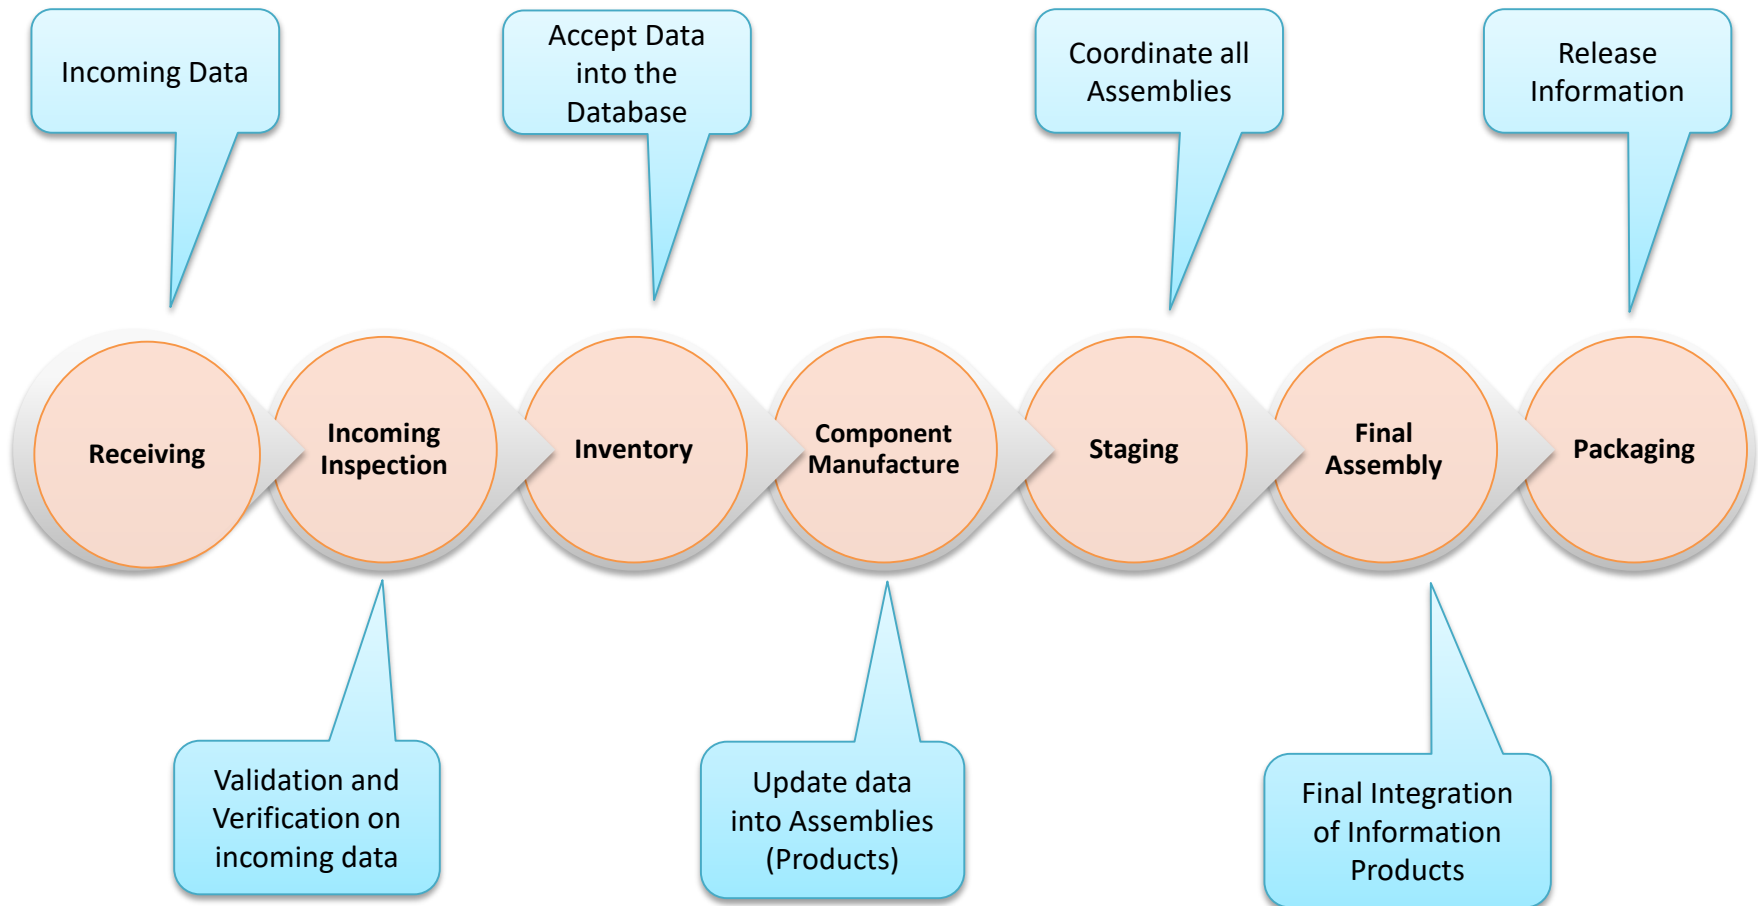 Incoming Data
Accept Data
into the
Database
Coordinate all
Assemblies
Release
Information
Receiving
Incoming
Inspection
Inventory
Component
Manufacture
Staging
Final
Assembly
Packaging
Validation and
Verification on
incoming data
Update data
into Assemblies
(Products)
Final Integration
of Information
Products